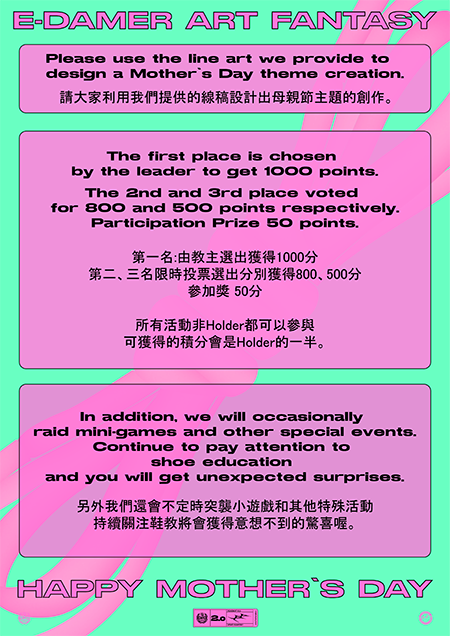 E-DAMER ART FANTASY
Please use the line art we provide to
design a Mother`s Day theme creation.
請大家利用我們提供的線稿設計出母親節主題的創作。
The first place is chosen
by the leader to get 1000 points.
The 2nd and 3rd place voted
for 800 and 500 points respectively.
Participation Prize 50 points.
第一名:由教主選出獲得1000分
第二、三名限時投票選出分別獲得800、500分
參加獎 50分
所有活動非Holder都可以參與
可獲得的積分會是Holder的一半。
In addition, we will occasionally
raid mini-games and other special events.
Continue to pay attention to
shoe education
and you will get unexpected surprises.
另外我們還會不定時突襲小遊戲和其他特殊活動
持續關注鞋教將會獲得意想不到的驚喜喔。
HAPPY MOTHER`S DAY
2.0